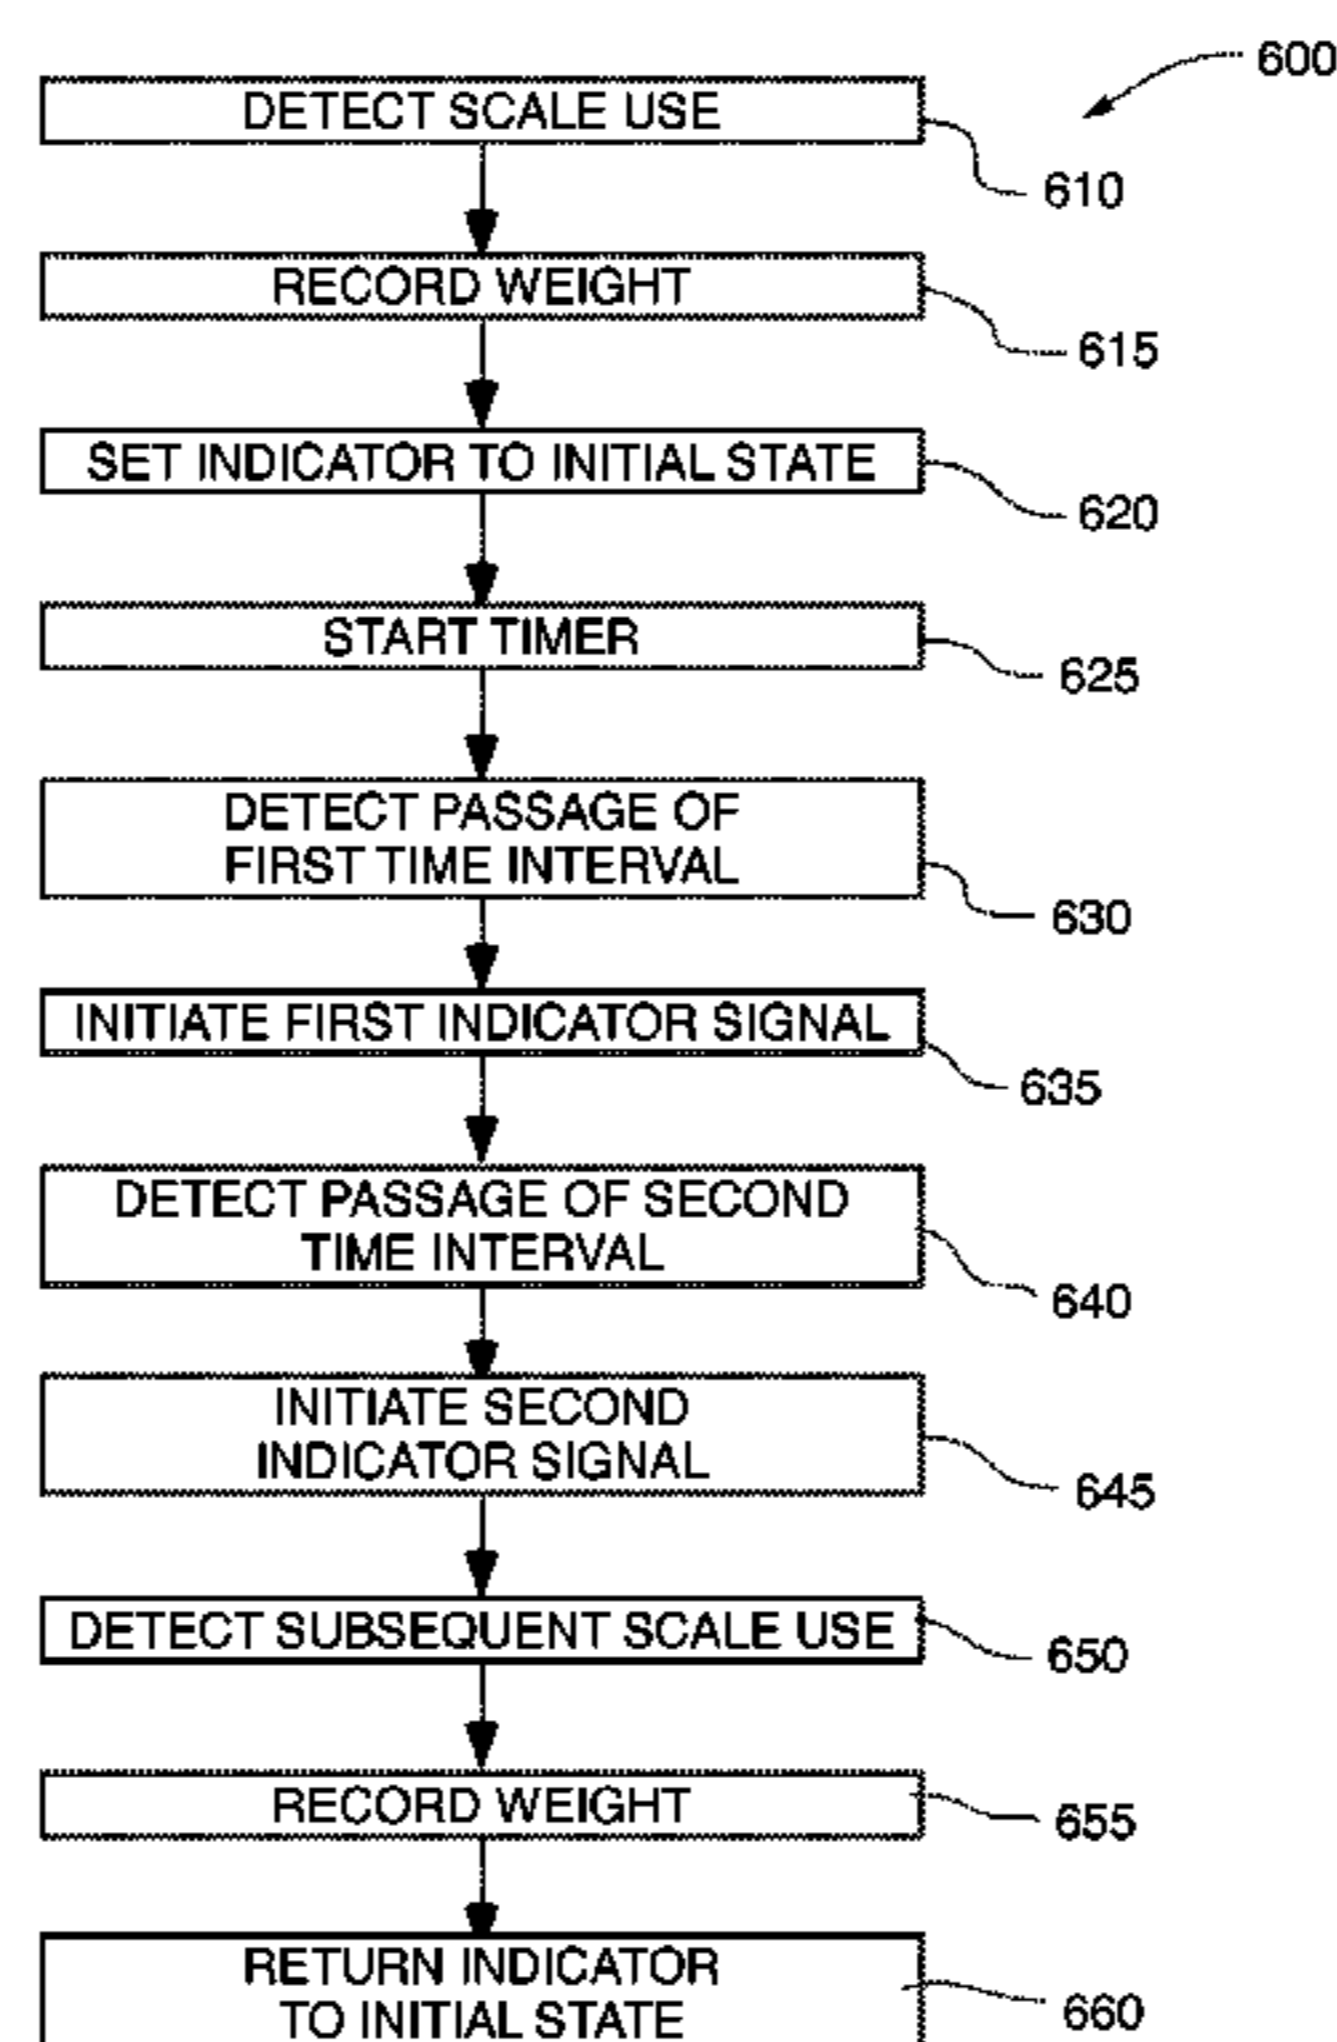 600
DETECT SCALE USE
610
RECORD WEIGHT
615
SET INDICATOR TO INITIAL STATE
620
START TIMER
625
DETECT PASSAGE OF
FIRST TIME INTERVAL
630
INITIATE FIRST INDICATOR SIGNAL
635
DETECT PASSAGE OF SECOND
TIME INTERVAL
640
INITIATE SECOND
INDICATOR SIGNAL
645
DETECT SUBSEQUENT SCALE USE
650
RECORD WEIGHT
655
RETURN INDICATOR
TO INITIAL STATE
660